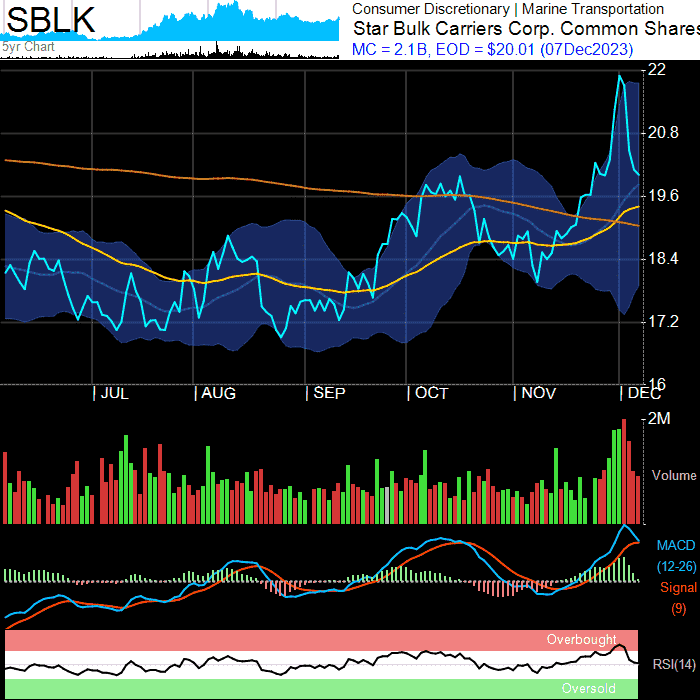 SBLK
5yr Chart
Consumer Discretionary | Marine Transportation
Star Bulk Carriers Corp. Common Shares
MC = 2.1B, EOD = $20.01 (07Dec2023)
22
20.8
19.6
18.4
17.2
16
JUL AUG SEP OCT NOV DEC
2M
Volume
MACD
(12-26)
Signal
(9)
Overbought
RSI(14)
Oversold